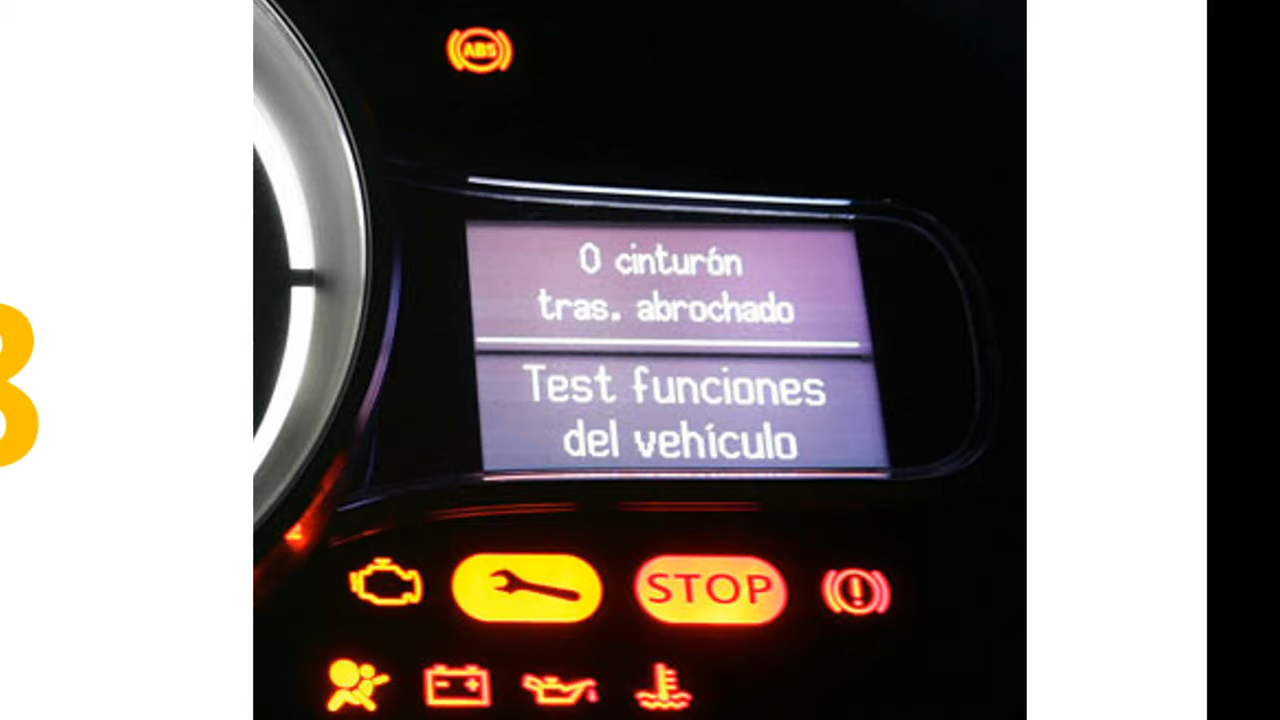 ABS
0 cinturón
tras. abrochado
Test funciones
del vehículo
STOP